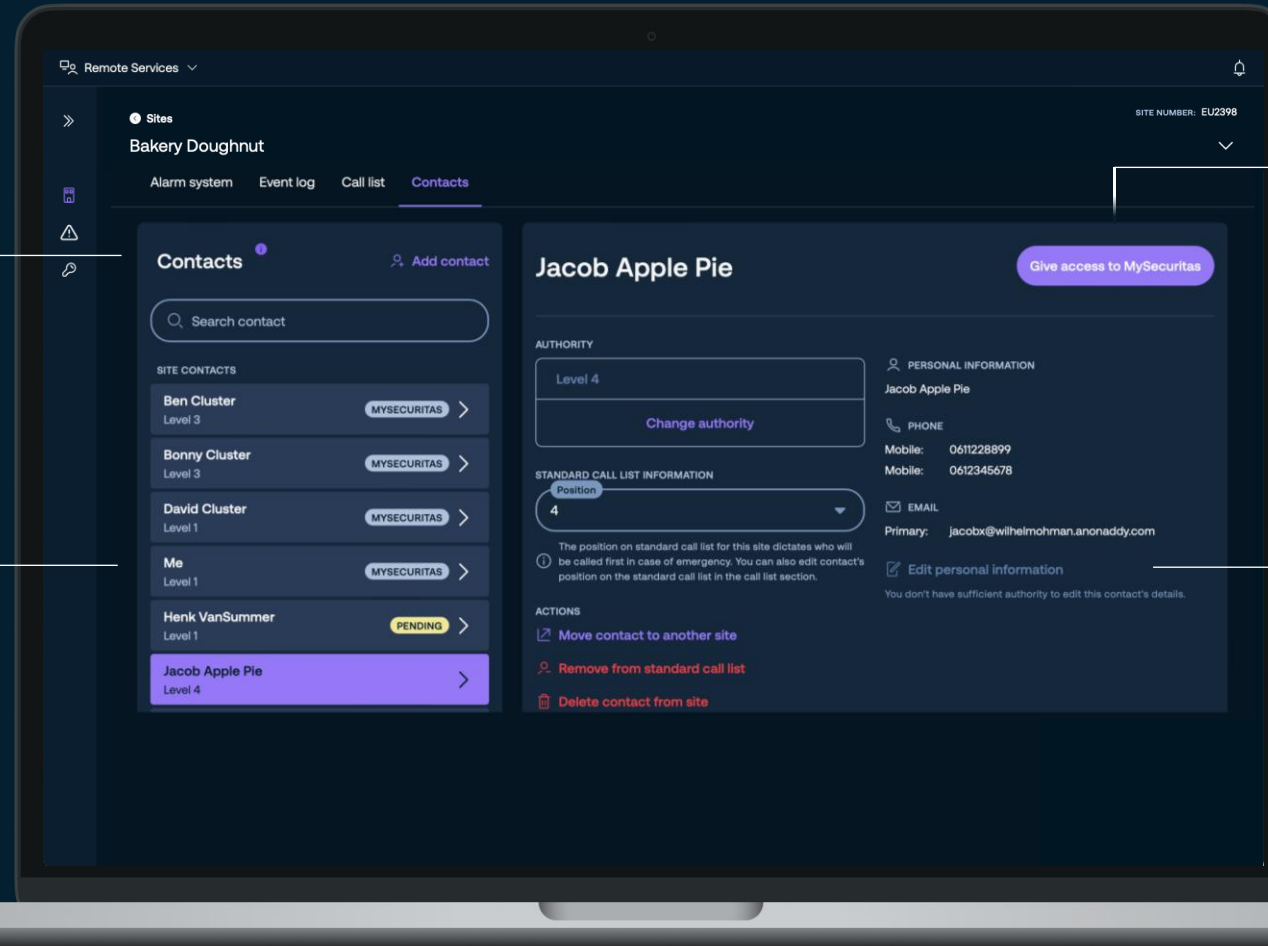 Remote Services
Sites
SITE NUMBER: EU2398
Bakery Doughnut
Alarm system Event log Call list Contacts
Contacts
Add contact
Search contact
SITE CONTACTS
Ben Cluster
Level 3
MYSECURITAS
Bonny Cluster
Level 3
MYSECURITAS
David Cluster
Level 1
MYSECURITAS
Me
Level 1
MYSECURITAS
Henk VanSummer
Level 1
PENDING
Jacob Apple Pie
Level 4
Jacob Apple Pie
Give access to MySecuritas
AUTHORITY
Level 4
Change authority
STANDARD CALL LIST INFORMATION
Position
4
The position on standard call list for this site dictates who will
be called first in case of emergency. You can also edit contact's
position on the standard call list in the call list section.
ACTIONS
Move contact to another site
Remove from standard call list
Delete contact from site
PERSONAL INFORMATION
Jacob Apple Pie
PHONE
Mobile: 0611228899
Mobile: 0612345678
EMAIL
Primary: jacobx@wilhelmohman.anonaddy.com
Edit personal information
You don't have sufficient authority to edit this contact's details.